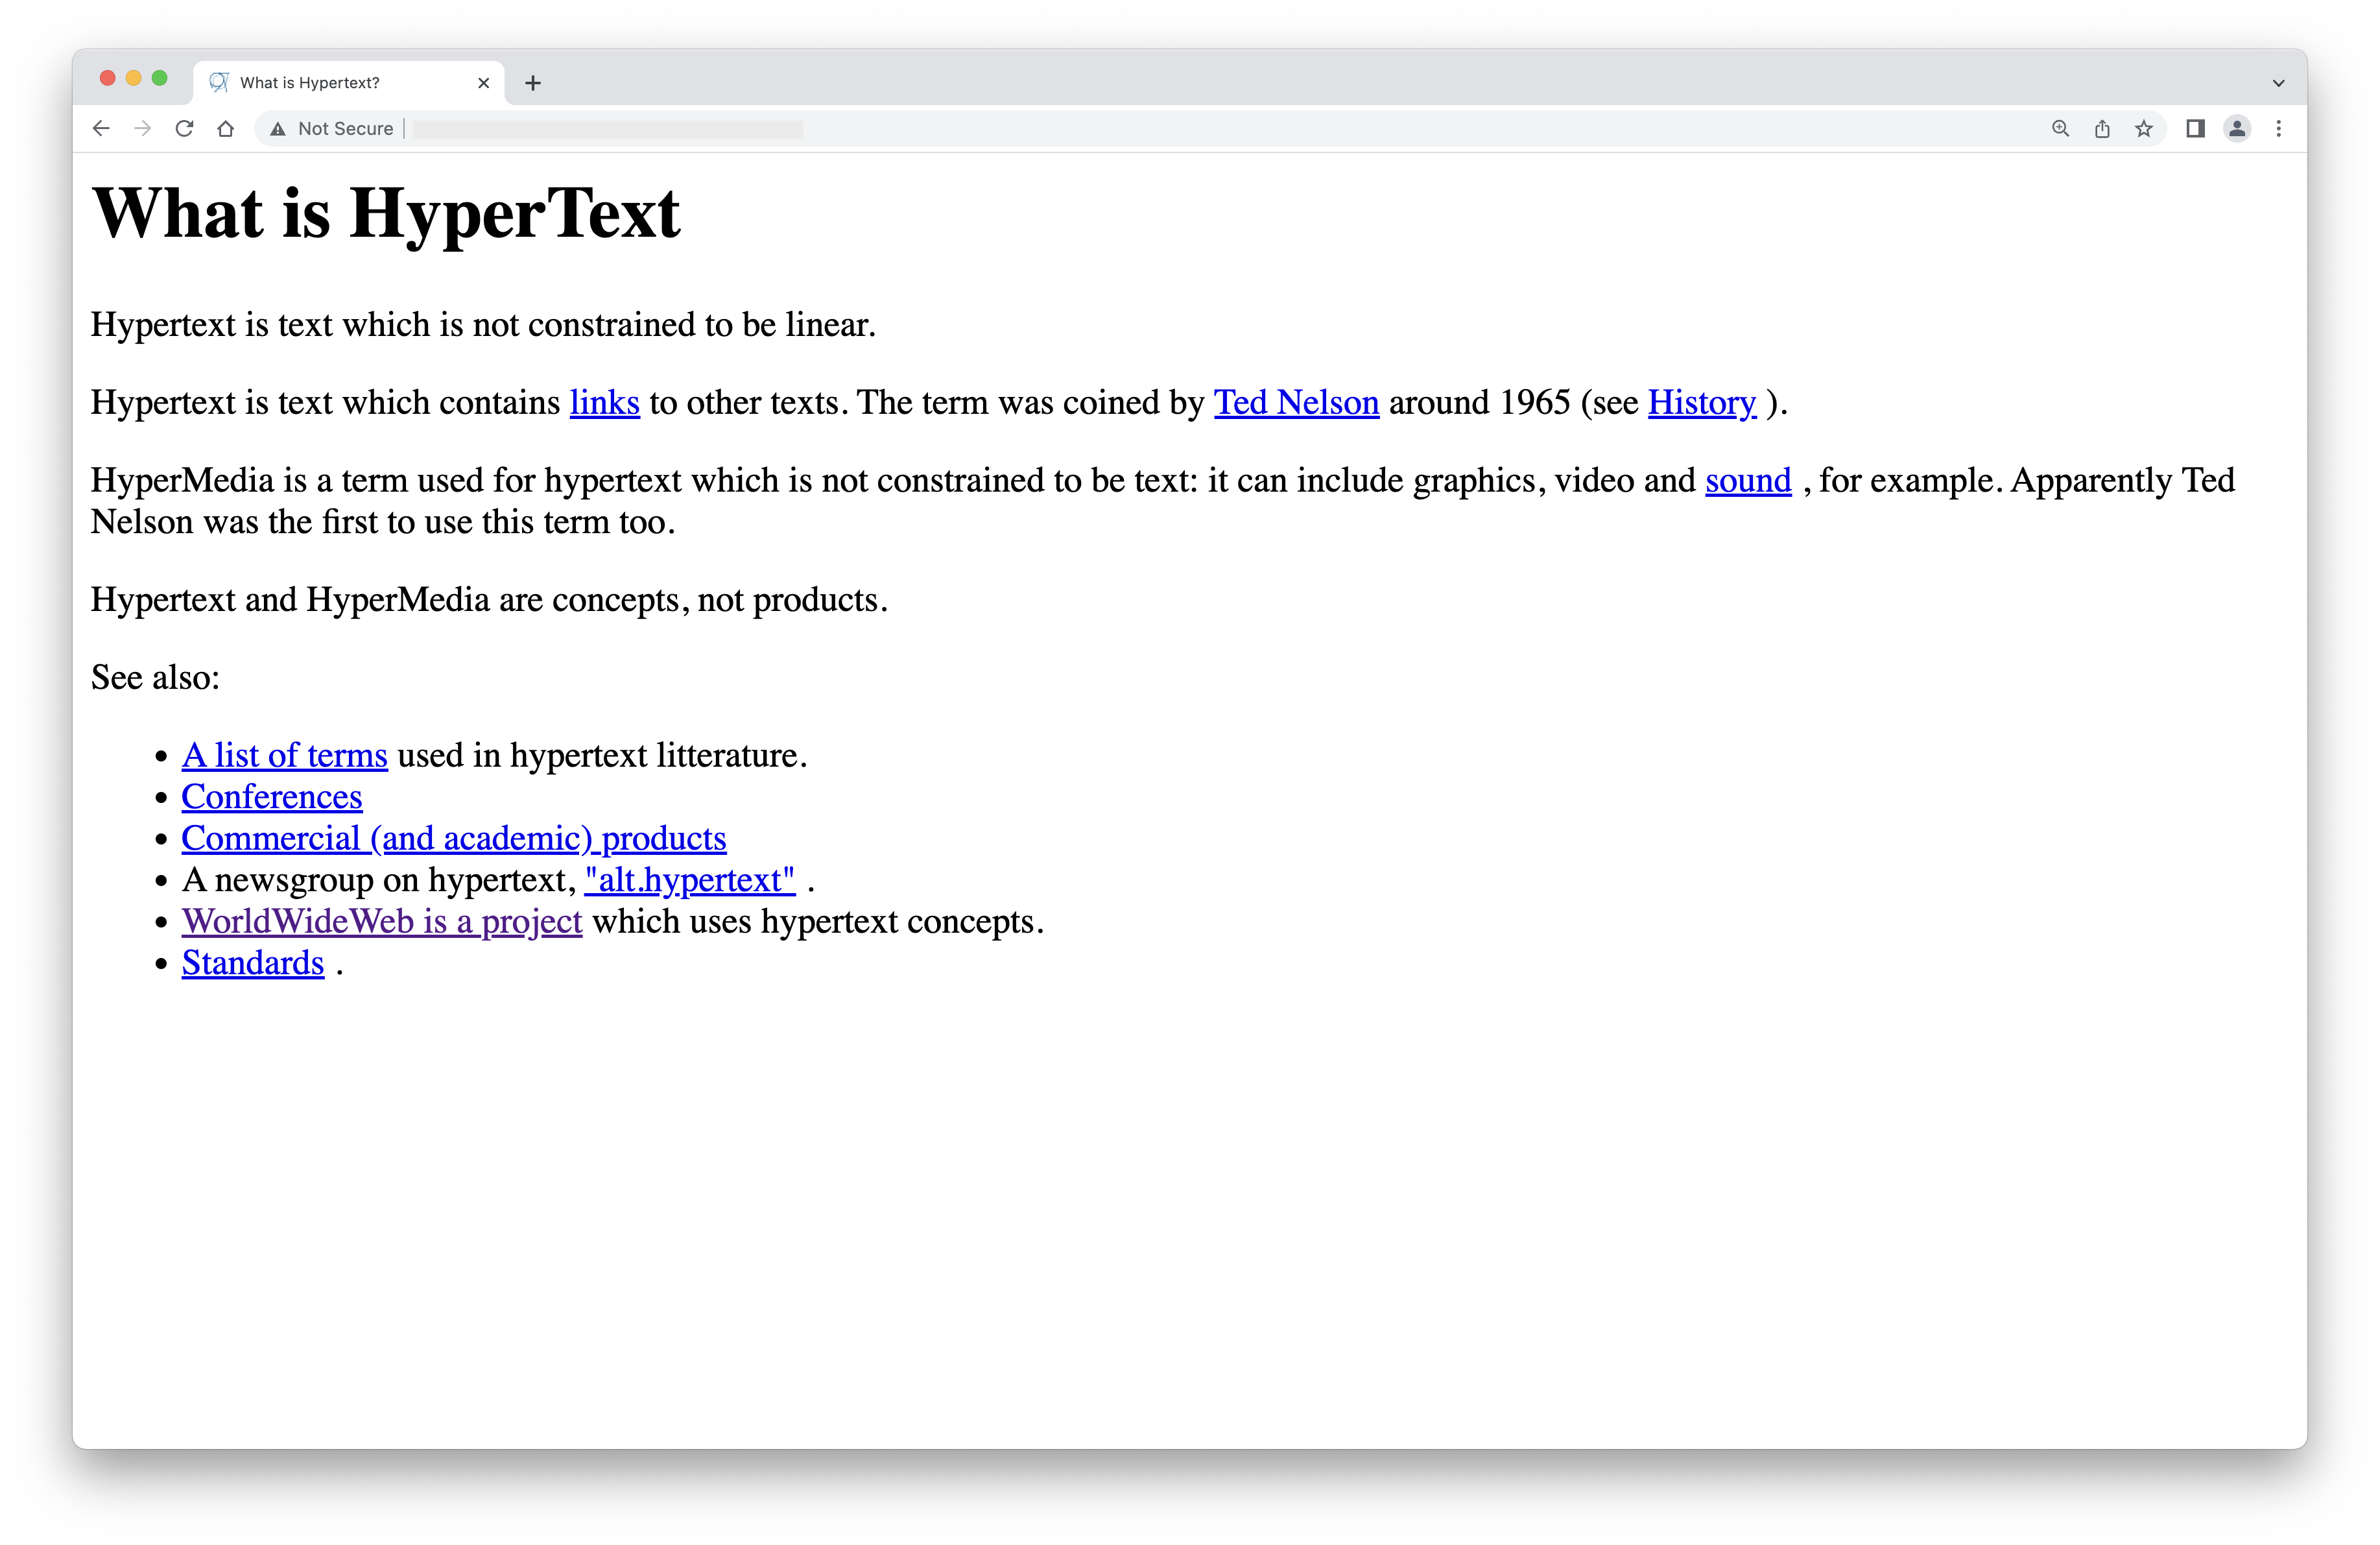 What is Hypertext?
Not Secure
What is HyperText
Hypertext is text which is not constrained to be linear.
Hypertext is text which contains links to other texts. The term was coined by Ted Nelson around 1965 (see History ).
HyperMedia is a term used for hypertext which is not constrained to be text: it can include graphics, video and sound , for example. Apparently Ted
Nelson was the first to use this term too.
Hypertext and HyperMedia are concepts, not products.
See also:
• A list of terms used in hypertext litterature.
• Conferences
• Commercial (and academic) products
• A newsgroup on hypertext, "alt.hypertext" .
• WorldWideWeb is a project which uses hypertext concepts.
• Standards .